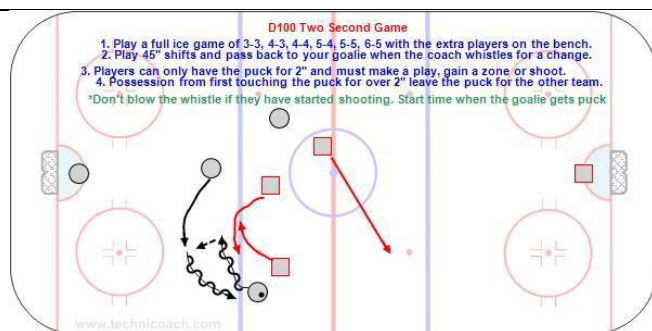 D100 Two Second Game
1. Play a full ice game of 3-3, 4-3, 4-4, 5-4, 5-5, 6-5 with the extra players on the bench.
2. Play 45" shifts and pass back to your goalie when the coach whistles for a change.
3. Players can only have the puck for 2" and must make a play, gain a zone or shoot.
4. Possession from first touching the puck for over 2" leave the puck for the other team.
*Don't blow the whistle if they have started shooting. Start time when the goalie gets puck
www.technicoach.com